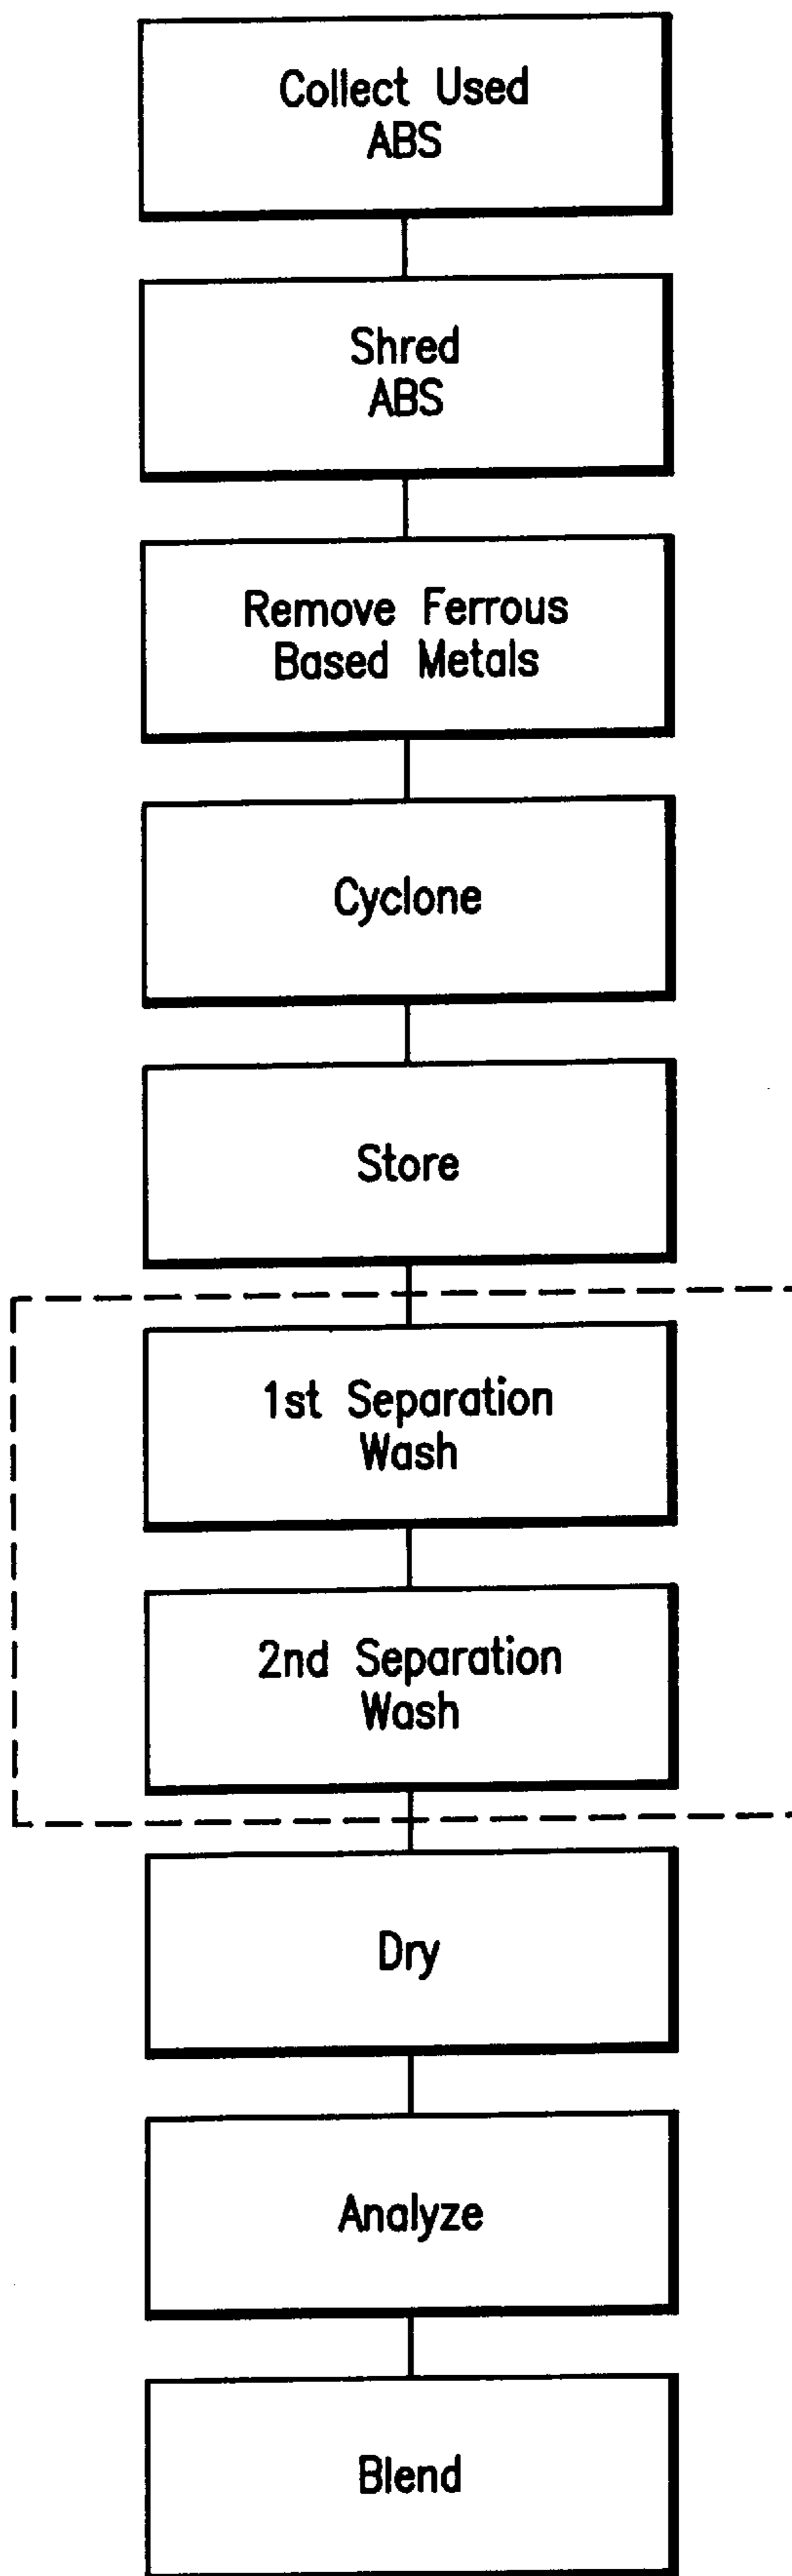 Collect Used
ABS
Shred
ABS
Remove Ferrous
Based Metals
Cyclone
Store
1st Separation
Wash
2nd Separation
Wash
Dry
Analyze
Blend